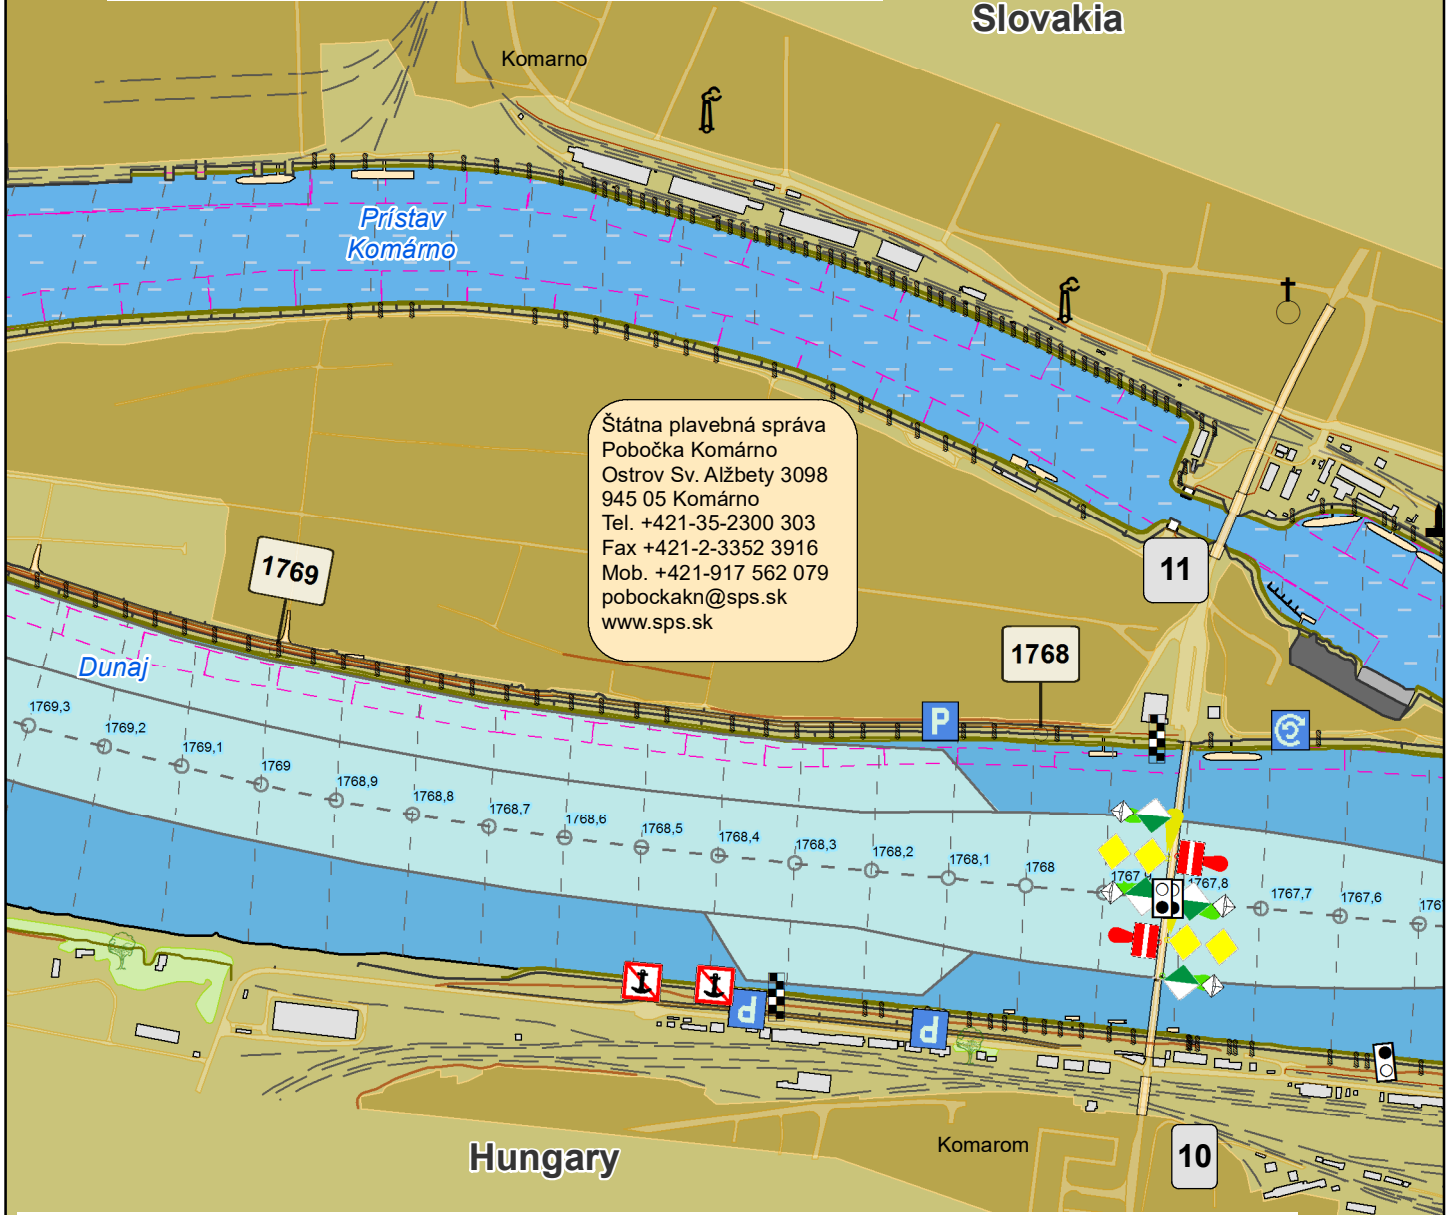 Slovakia
Komarno
Prístav
Komárno
Štátna plavebná správa
Pobočka Komárno
Ostrov Sv. Alžbety 3098
945 05 Komárno
Tel. +421-35-2300 303
Fax +421-2-3352 3916
Mob. +421-917 562 079
pobockakn@sps.sk
www.sps.sk
11
1769
1768
Dunaj
P
1769,3
1769,2
1769,1
1769
1768,9
1768,8
1768,7
1768,6
1768,5
1768,4
1768,3
1768,2
1768,1
1768
1767
1767,8
1767,7
1767,6
176
P
P
Komarom
Hungary
10